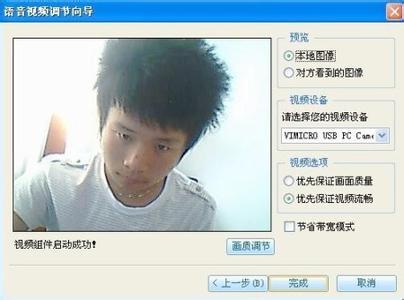 语音视频调节向导
预览
本地图像
对方看到的图像
视频设备
请选择您的视频设备
VIMICRO USB PC Came
视频选项
优先保证画面质量
优先保证视频流畅
节省带宽模式
视频组件启动成功!
画质调节
< 上一步(B)
完成
取消